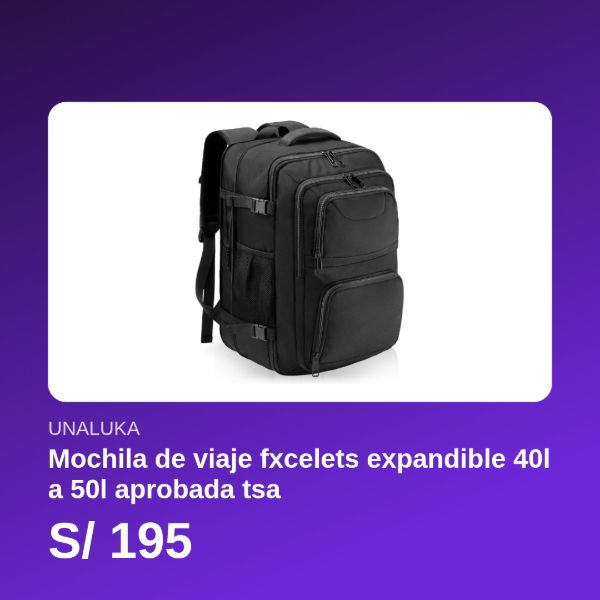 UNALUKA
Mochila de viaje fxcelets expandible 40l
a 50l aprobada tsa
S/ 195